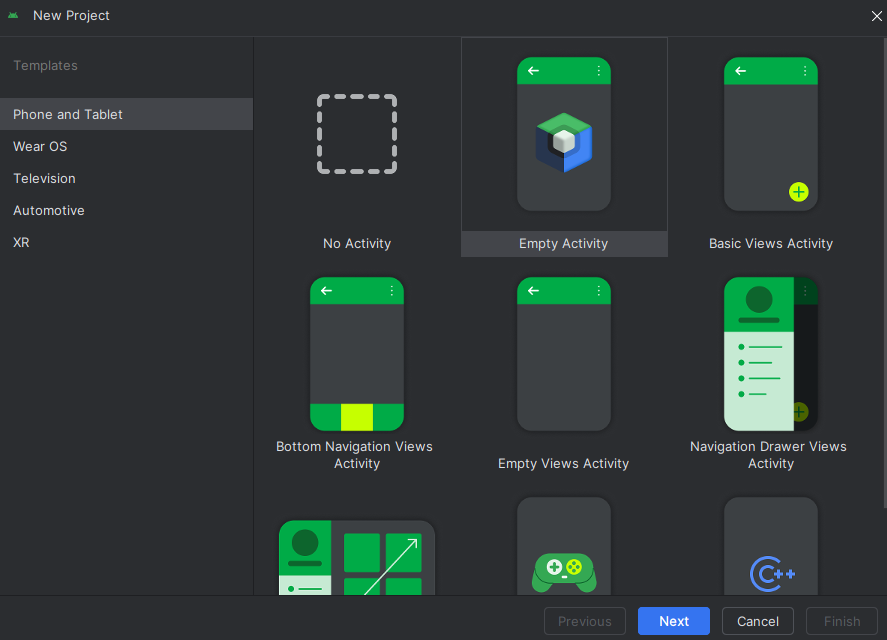 New Project
Templates
Phone and Tablet
Wear OS
Television
Automotive
XR
No Activity
Empty Activity
Basic Views Activity
Bottom Navigation Views
Activity
Empty Views Activity
Navigation Drawer Views
Activity
C++
Previous
Next
Cancel
Finish